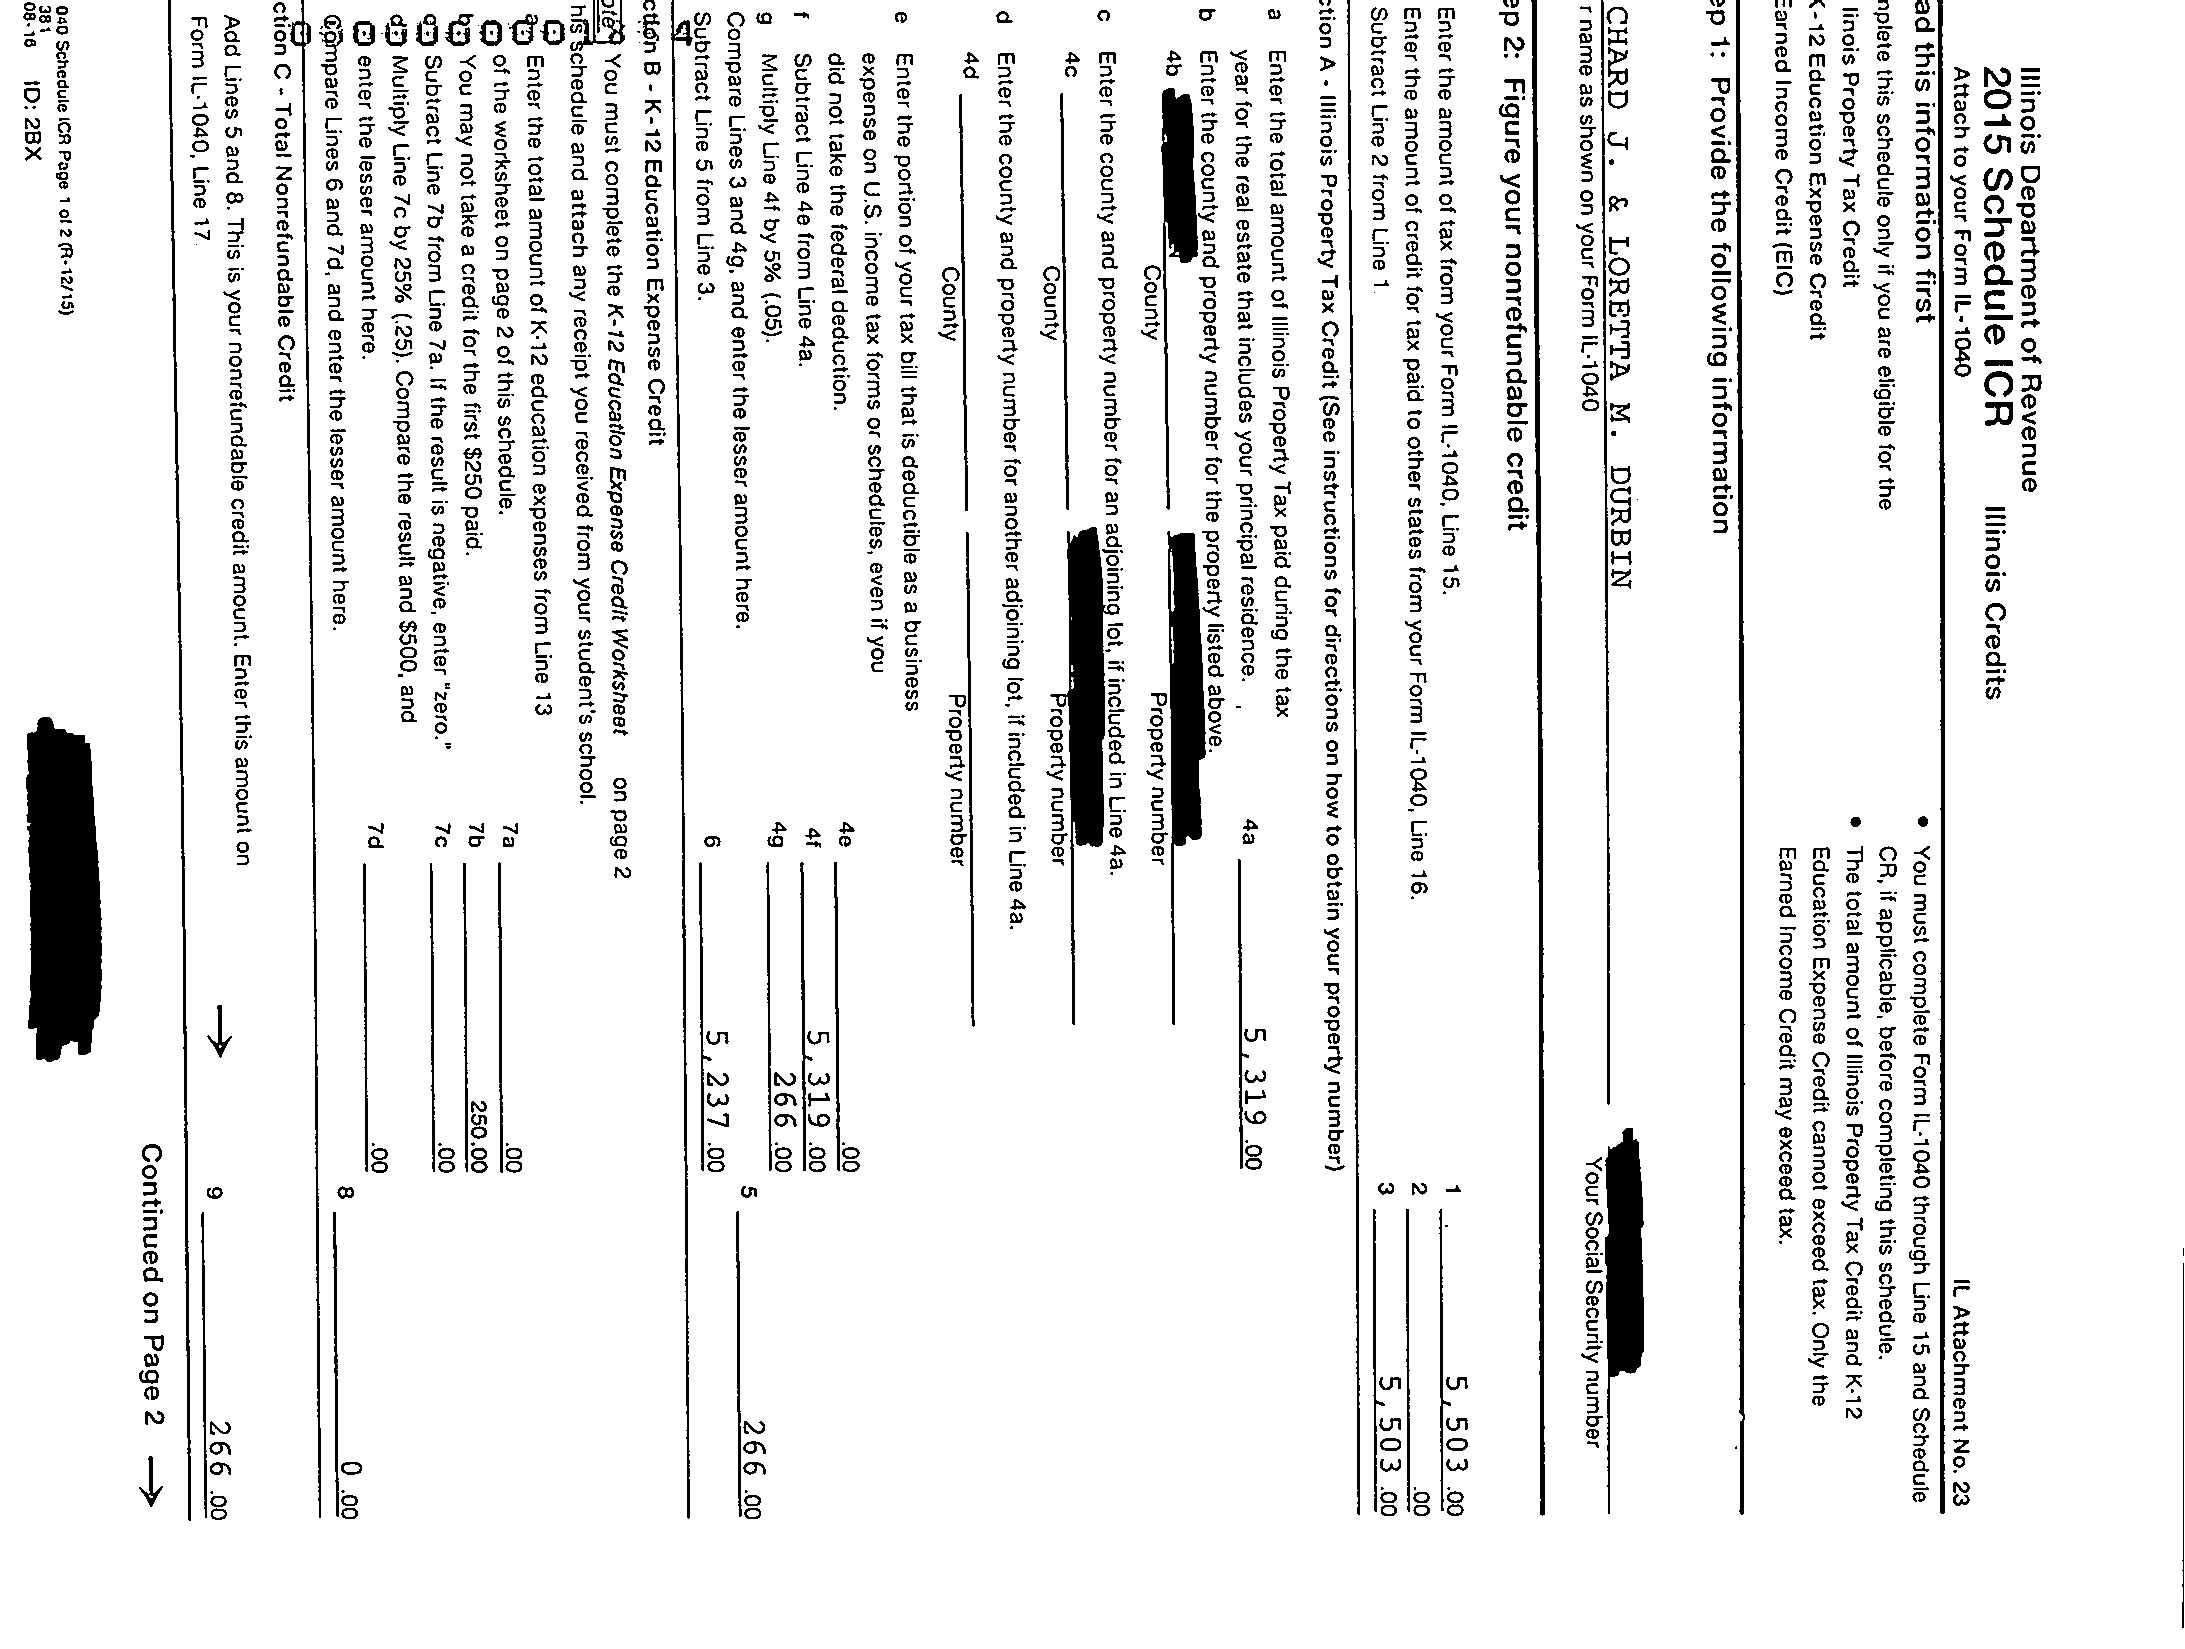 Illinois Department of Revenue
2015 Schedule ICR Illinois Credits
Attach to your Form IL-1040 IL Attachment No. 23
ad this information first
nplete this schedule only if you are eligible for the
linois Property Tax Credit
K-12 Education Expense Credit
Earned Income Credit (EIC)
• You must complete Form IL-1040 through Line 15 and Schedule
CR, if applicable, before completing this schedule.
• The total amount of Illinois Property Tax Credit and K-12
Education Expense Credit cannot exceed tax. Only the
Earned Income Credit may exceed tax.
ep 1: Provide the following information
CHARD J. & LORETTA M. DURBIN
r name as shown on your Form IL-1040 Your Social Security number
ep 2: Figure your nonrefundable credit
Enter the amount of tax from your Form IL-1040, Line 15. 1 5,503 .00
Enter the amount of credit for tax paid to other states from your Form IL-1040, Line 16. 2 .00
Subtract Line 2 from Line 1. 3 5,503 .00
ction A - Illinois Property Tax Credit (See instructions for directions on how to obtain your property number)
a Enter the total amount of Illinois Property Tax paid during the tax
year for the real estate that includes your principal residence. 4a 5,319 .00
b Enter the county and property number for the property listed above.
4b
County Property number
c Enter the county and property number for an adjoining lot, if included in Line 4a.
4c
County Property number
d Enter the county and property number for another adjoining lot, if included in Line 4a.
4d
County Property number
e Enter the portion of your tax bill that is deductible as a business
expense on U.S. income tax forms or schedules, even if you
did not take the federal deduction. 4e .00
f Subtract Line 4e from Line 4a. 4f 5,319 .00
g Multiply Line 4f by 5% (.05). 4g 266 .00
Compare Lines 3 and 4g, and enter the lesser amount here. 5 266 .00
Subtract Line 5 from Line 3. 6 5,237 .00
ction B - K-12 Education Expense Credit
You must complete the K-12 Education Expense Credit Worksheet on page 2
his schedule and attach any receipt you received from your student's school.
a Enter the total amount of K-12 education expenses from Line 13
of the worksheet on page 2 of this schedule. 7a .00
b You may not take a credit for the first $250 paid. 7b 250.00
c Subtract Line 7b from Line 7a. If the result is negative, enter "zero." 7c .00
d Multiply Line 7c by 25% (.25). Compare the result and $500, and
enter the lesser amount here. 7d .00
Compare Lines 6 and 7d, and enter the lesser amount here. 8 0 .00
ction C - Total Nonrefundable Credit
Add Lines 5 and 8. This is your nonrefundable credit amount. Enter this amount on
Form IL-1040, Line 17. → 9 266 .00
Continued on Page 2 →
040 Schedule ICR Page 1 of 2 (R-12/15)
381
08-16 ID: 2BX